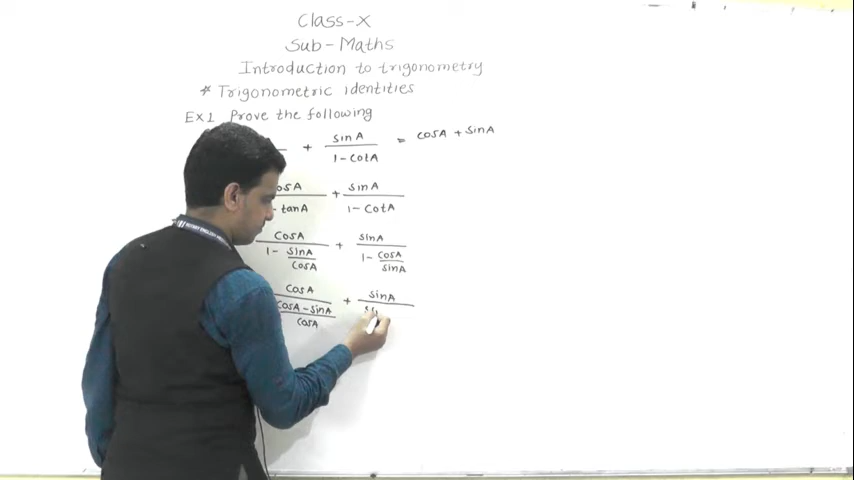 Class-X
Sub-Maths
Introduction to trigonometry
* Trigonometric identities
Ex1 Prove the following
+ sinA / 1-cotA = cosA + sinA
cosA / - tanA + sinA / 1- cotA
cosA / 1- sinA/cosA + sinA / 1- cosA/sinA
cosA / cosA-sinA/cosA + sinA /